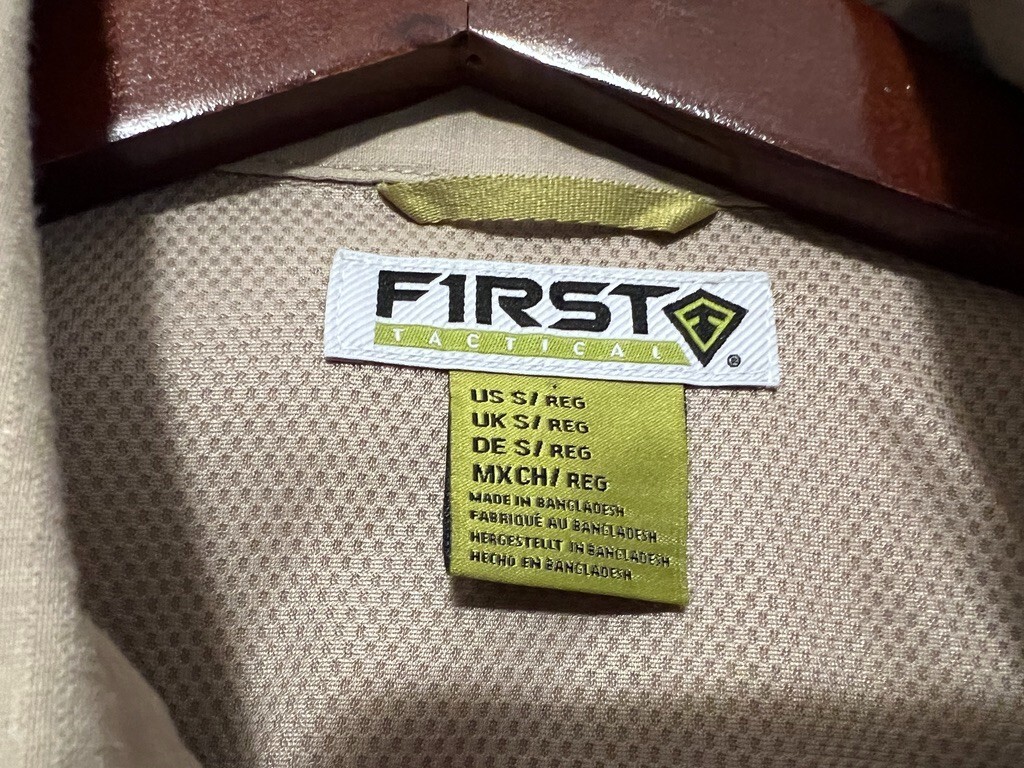 F1RST
TACTICAL
®
US S/ REG
UK S/ REG
DE S/ REG
MXCH/ REG
MADE IN BANGLADESH
FABRIQUÉ AU BANGLADESH
HERGESTELLT IN BANGLADESH
HECHO EN BANGLADESH